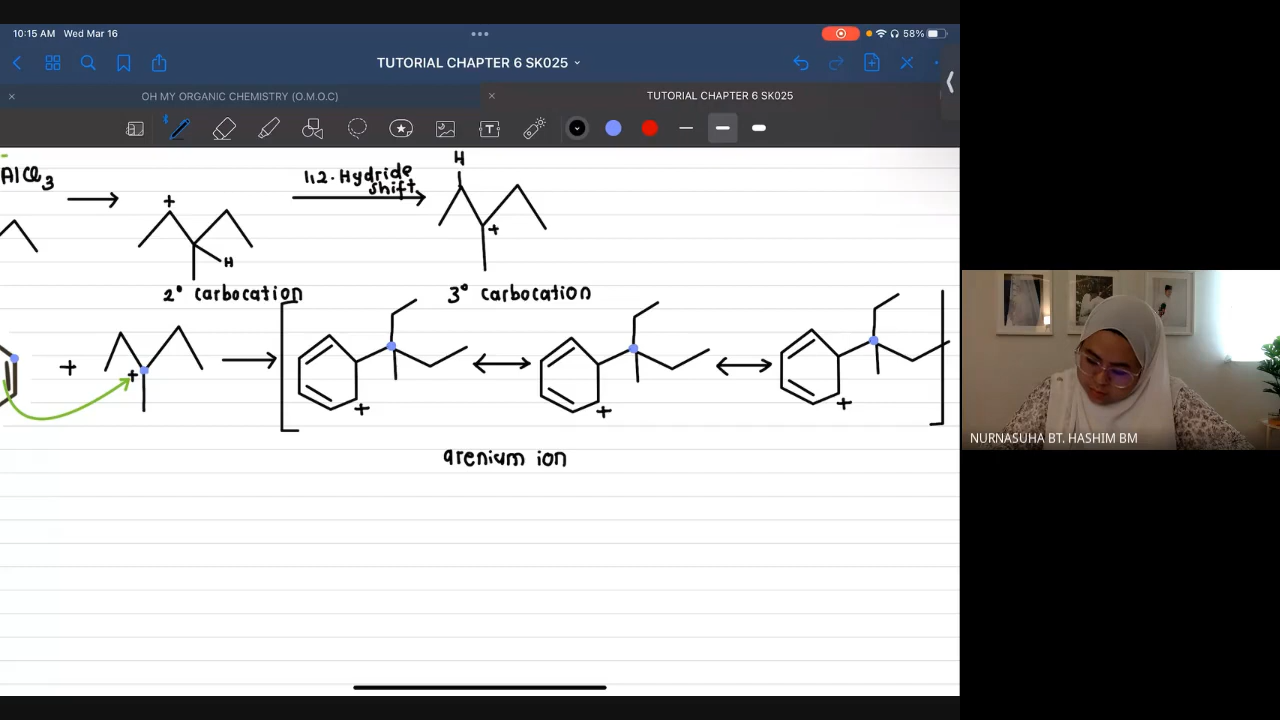 10:15 AM Wed Mar 16
58%
TUTORIAL CHAPTER 6 SK025
OH MY ORGANIC CHEMISTRY (O.M.O.C)
TUTORIAL CHAPTER 6 SK025
AlCl3
+
1,2-Hydride
shift
H
+
H
2° carbocation
3° carbocation
+
+
+
+
+
arenium ion
NURNASUHA BT. HASHIM BM